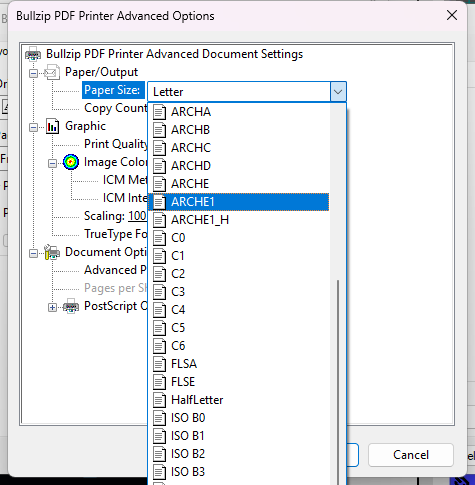 Bullzip PDF Printer Advanced Options
Bullzip PDF Printer Advanced Document Settings
Paper/Output
Paper Size: Letter
Copy Count
Graphic
Print Quality
Image Color
ICM Met
ICM Inte
Scaling: 100
TrueType Fo
Document Opti
Advanced P
Pages per Sh
PostScript O
ARCHA
ARCHB
ARCHC
ARCHD
ARCHE
ARCHE1
ARCHE1_H
C0
C1
C2
C3
C4
C5
C6
FLSA
FLSE
HalfLetter
ISO B0
ISO B1
ISO B2
ISO B3
Cancel